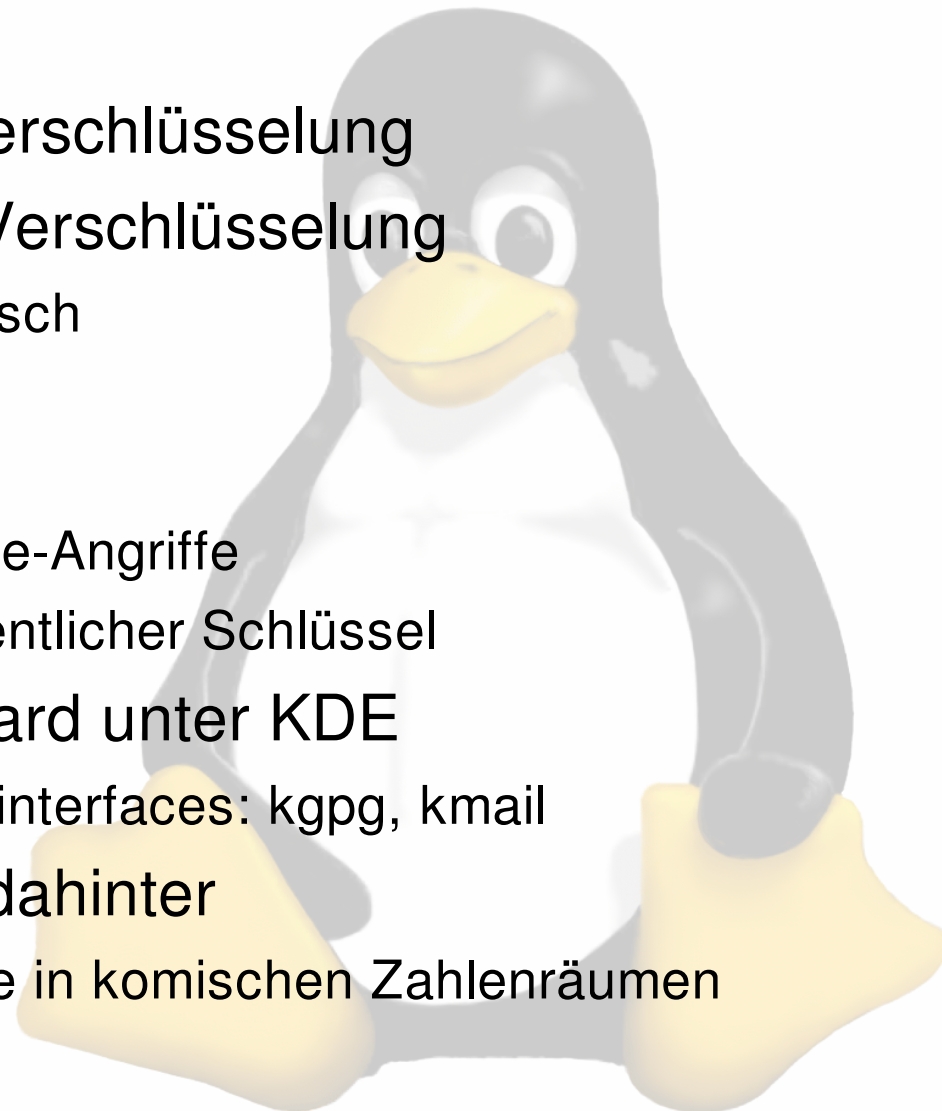 erschlüsselung
Verschlüsselung
sch
e-Angriffe
entlicher Schlüssel
ard unter KDE
interfaces: kgpg, kmail
dahinter
e in komischen Zahlenräumen